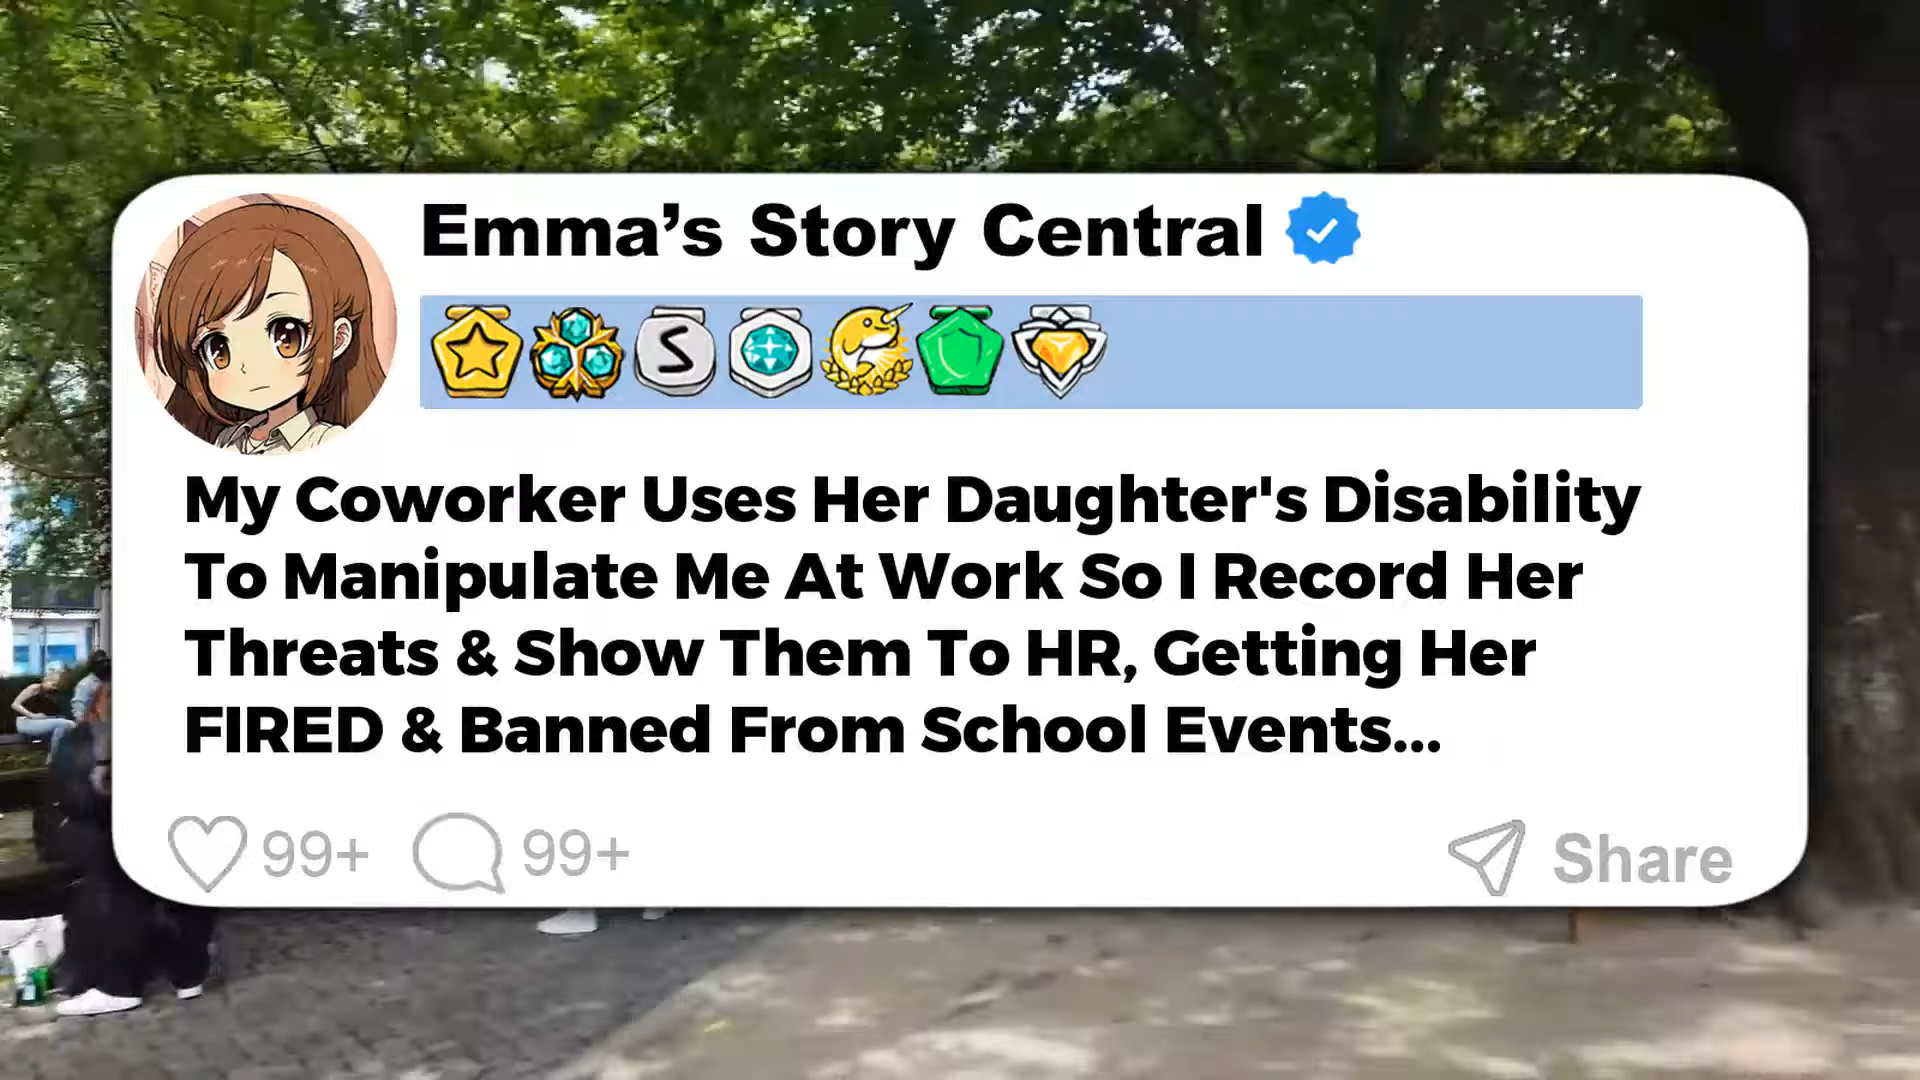 Emma’s Story Central
S
My Coworker Uses Her Daughter's Disability
To Manipulate Me At Work So I Record Her
Threats & Show Them To HR, Getting Her
FIRED & Banned From School Events...
99+ 99+ Share